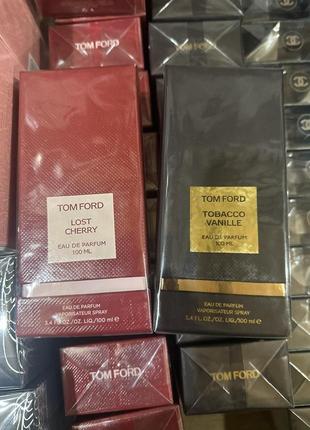 TOM FORD
TOM FORD
TOM FORD
LOST
CHERRY
EAU DE PARFUM
100 ML
EAU DE PARFUM
VAPORISATEUR SPRAY
3.4 FL.OZ./OZ. LIQ./100 ml ℮
TOM FORD
TOBACCO
VANILLE
EAU DE PARFUM
100 ML
EAU DE PARFUM
VAPORISATEUR SPRAY
3.4 FL.OZ./OZ. LIQ./100 ml ℮
TOM FORD
TOM FORD